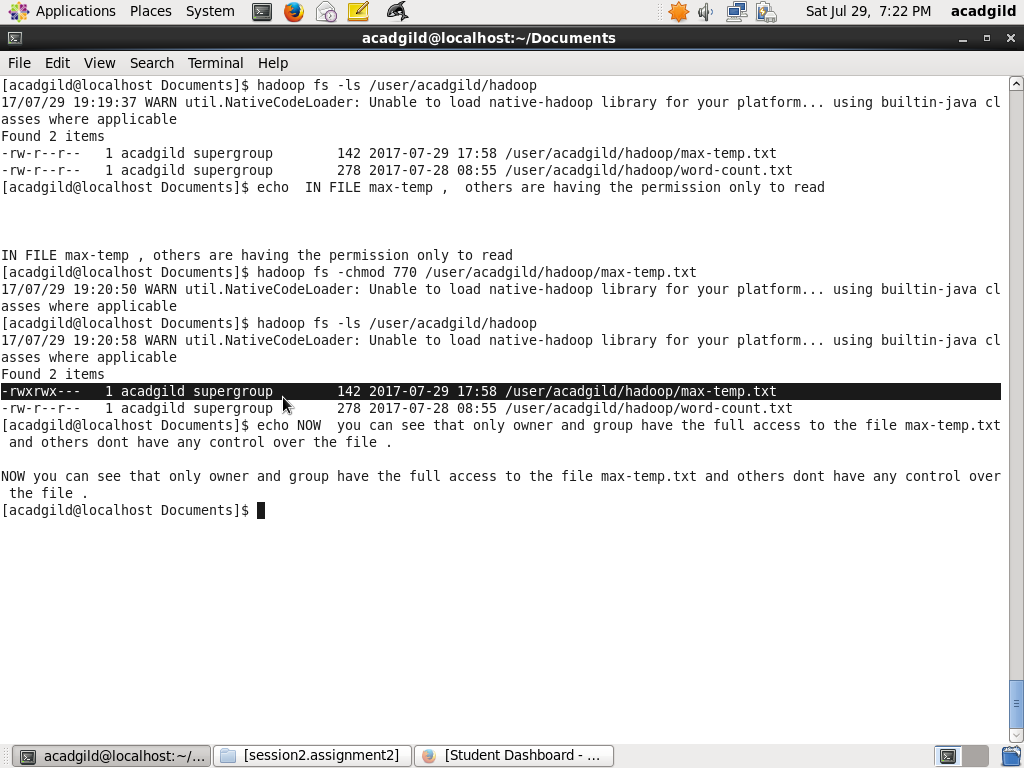 Applications Places System Sat Jul 29, 7:22 PM acadgild
acadgild@localhost:~/Documents
File Edit View Search Terminal Help
[acadgild@localhost Documents]$ hadoop fs -ls /user/acadgild/hadoop
17/07/29 19:19:37 WARN util.NativeCodeLoader: Unable to load native-hadoop library for your platform... using builtin-java cl
asses where applicable
Found 2 items
-rw-r--r--   1 acadgild supergroup        142 2017-07-29 17:58 /user/acadgild/hadoop/max-temp.txt
-rw-r--r--   1 acadgild supergroup        278 2017-07-28 08:55 /user/acadgild/hadoop/word-count.txt
[acadgild@localhost Documents]$ echo  IN FILE max-temp ,  others are having the permission only to read
IN FILE max-temp , others are having the permission only to read
[acadgild@localhost Documents]$ hadoop fs -chmod 770 /user/acadgild/hadoop/max-temp.txt
17/07/29 19:20:50 WARN util.NativeCodeLoader: Unable to load native-hadoop library for your platform... using builtin-java cl
asses where applicable
[acadgild@localhost Documents]$ hadoop fs -ls /user/acadgild/hadoop
17/07/29 19:20:58 WARN util.NativeCodeLoader: Unable to load native-hadoop library for your platform... using builtin-java cl
asses where applicable
Found 2 items
-rwxrwx---   1 acadgild supergroup        142 2017-07-29 17:58 /user/acadgild/hadoop/max-temp.txt
-rw-r--r--   1 acadgild supergroup        278 2017-07-28 08:55 /user/acadgild/hadoop/word-count.txt
[acadgild@localhost Documents]$ echo NOW  you can see that only owner and group have the full access to the file max-temp.txt
 and others dont have any control over the file .
NOW you can see that only owner and group have the full access to the file max-temp.txt and others dont have any control over
 the file .
[acadgild@localhost Documents]$
acadgild@localhost:~/... [session2.assignment2] [Student Dashboard - ...